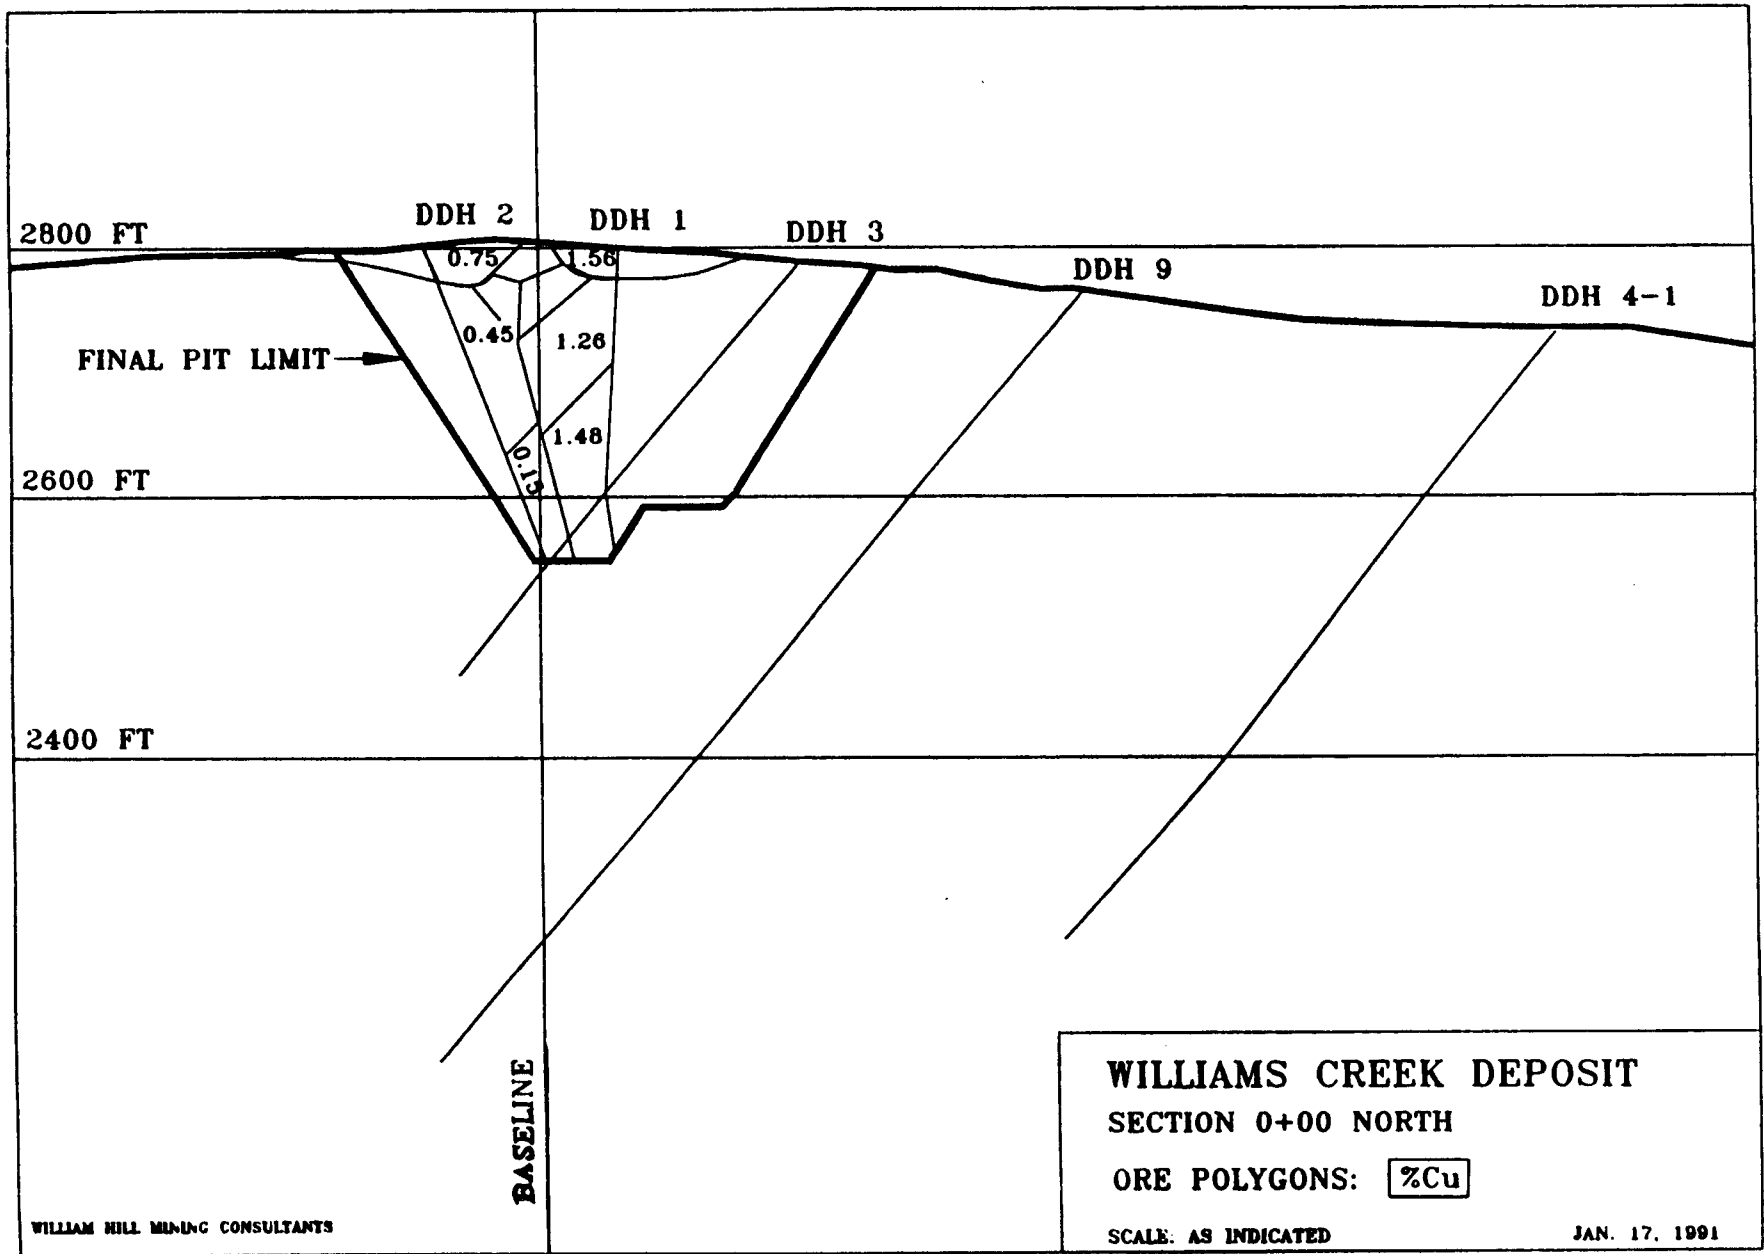 DDH 2
DDH 1
DDH 3
2800 FT
0.75
1.56
DDH 9
DDH 4-1
0.45
1.26
FINAL PIT LIMIT
1.48
0.15
2600 FT
2400 FT
BASELINE
WILLIAMS CREEK DEPOSIT
SECTION 0+00 NORTH
ORE POLYGONS: %Cu
SCALE: AS INDICATED JAN. 17, 1991
WILLIAM HILL MINING CONSULTANTS